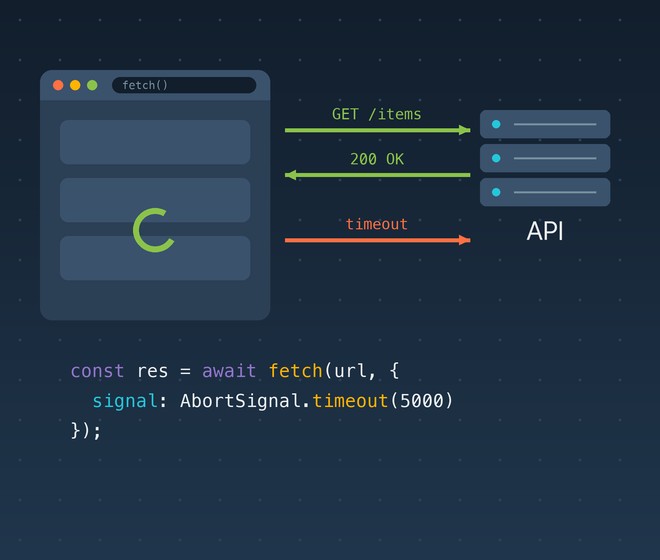 fetch()
GET /items
200 OK
timeout
API
const res = await fetch(url, {
  signal: AbortSignal.timeout(5000)
});